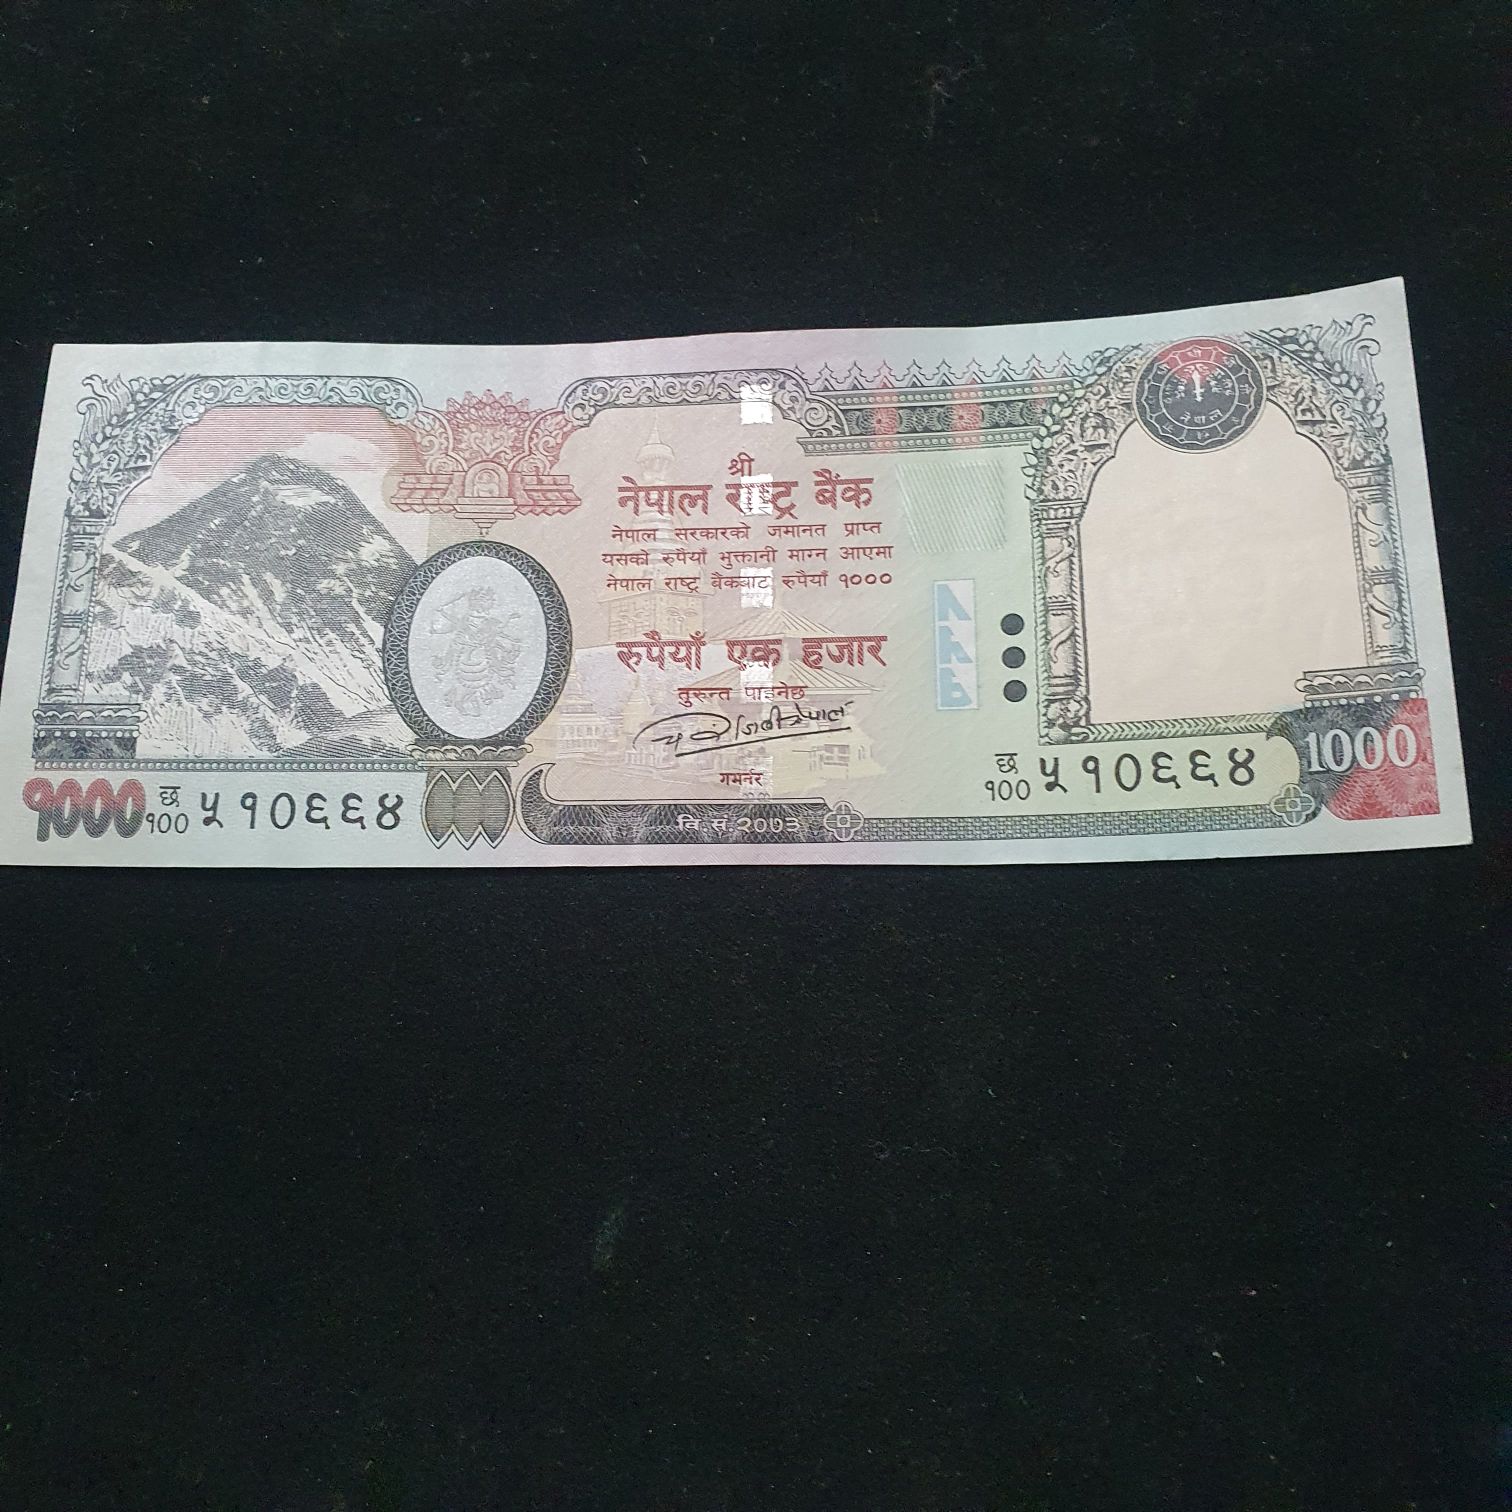 श्री
नेपाल राष्ट्र बैंक
नेपाल सरकारको जमानत प्राप्त
यसको रुपैयाँ भुक्तानी माग्न आएमा
नेपाल राष्ट्र बैंकबाट रुपैयाँ १०००
रुपैयाँ एक हजार
तुरुन्त पाइनेछ
गभर्नर
१००० छ/१०० ५१०६६४
छ/१०० ५१०६६४
1000
वि.सं.२०७३